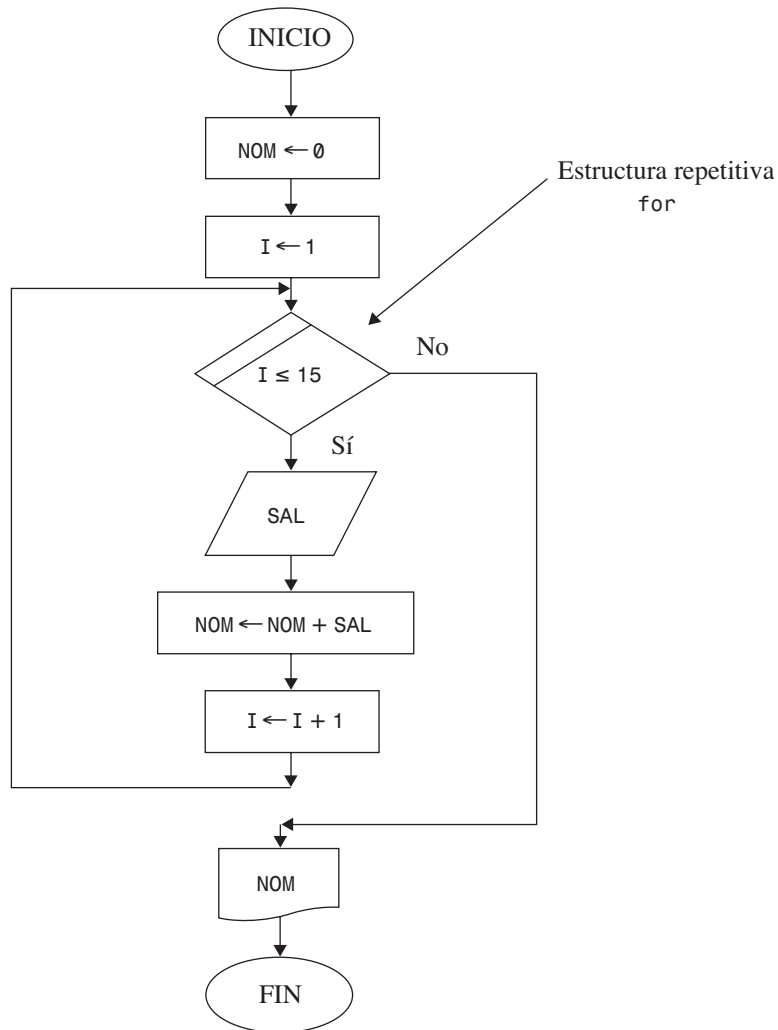 INICIO
NOM ← 0
Estructura repetitiva
for
I ← 1
No
I ≤ 15
Sí
SAL
NOM ← NOM + SAL
I ← I + 1
NOM
FIN